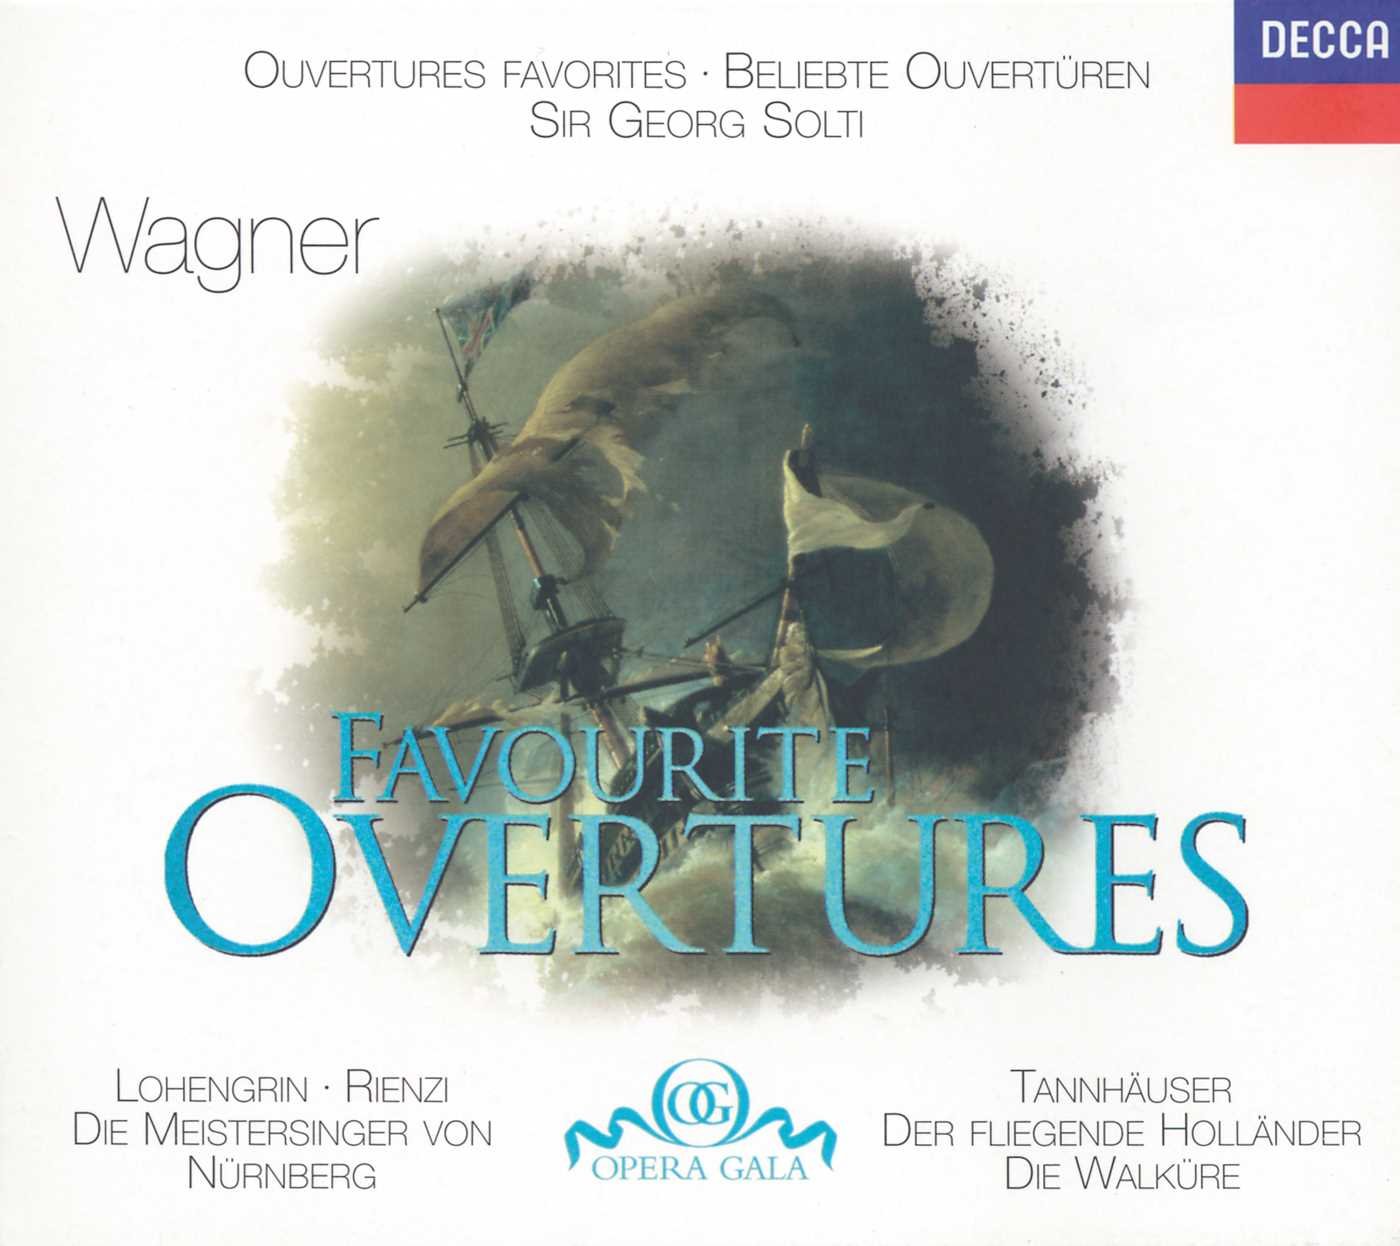 DECCA
OUVERTURES FAVORITES · BELIEBTE OUVERTÜREN
SIR GEORG SOLTI
Wagner
FAVOURITE
OVERTURES
LOHENGRIN · RIENZI
DIE MEISTERSINGER VON
NÜRNBERG
OG
OPERA GALA
TANNHÄUSER
DER FLIEGENDE HOLLÄNDER
DIE WALKÜRE